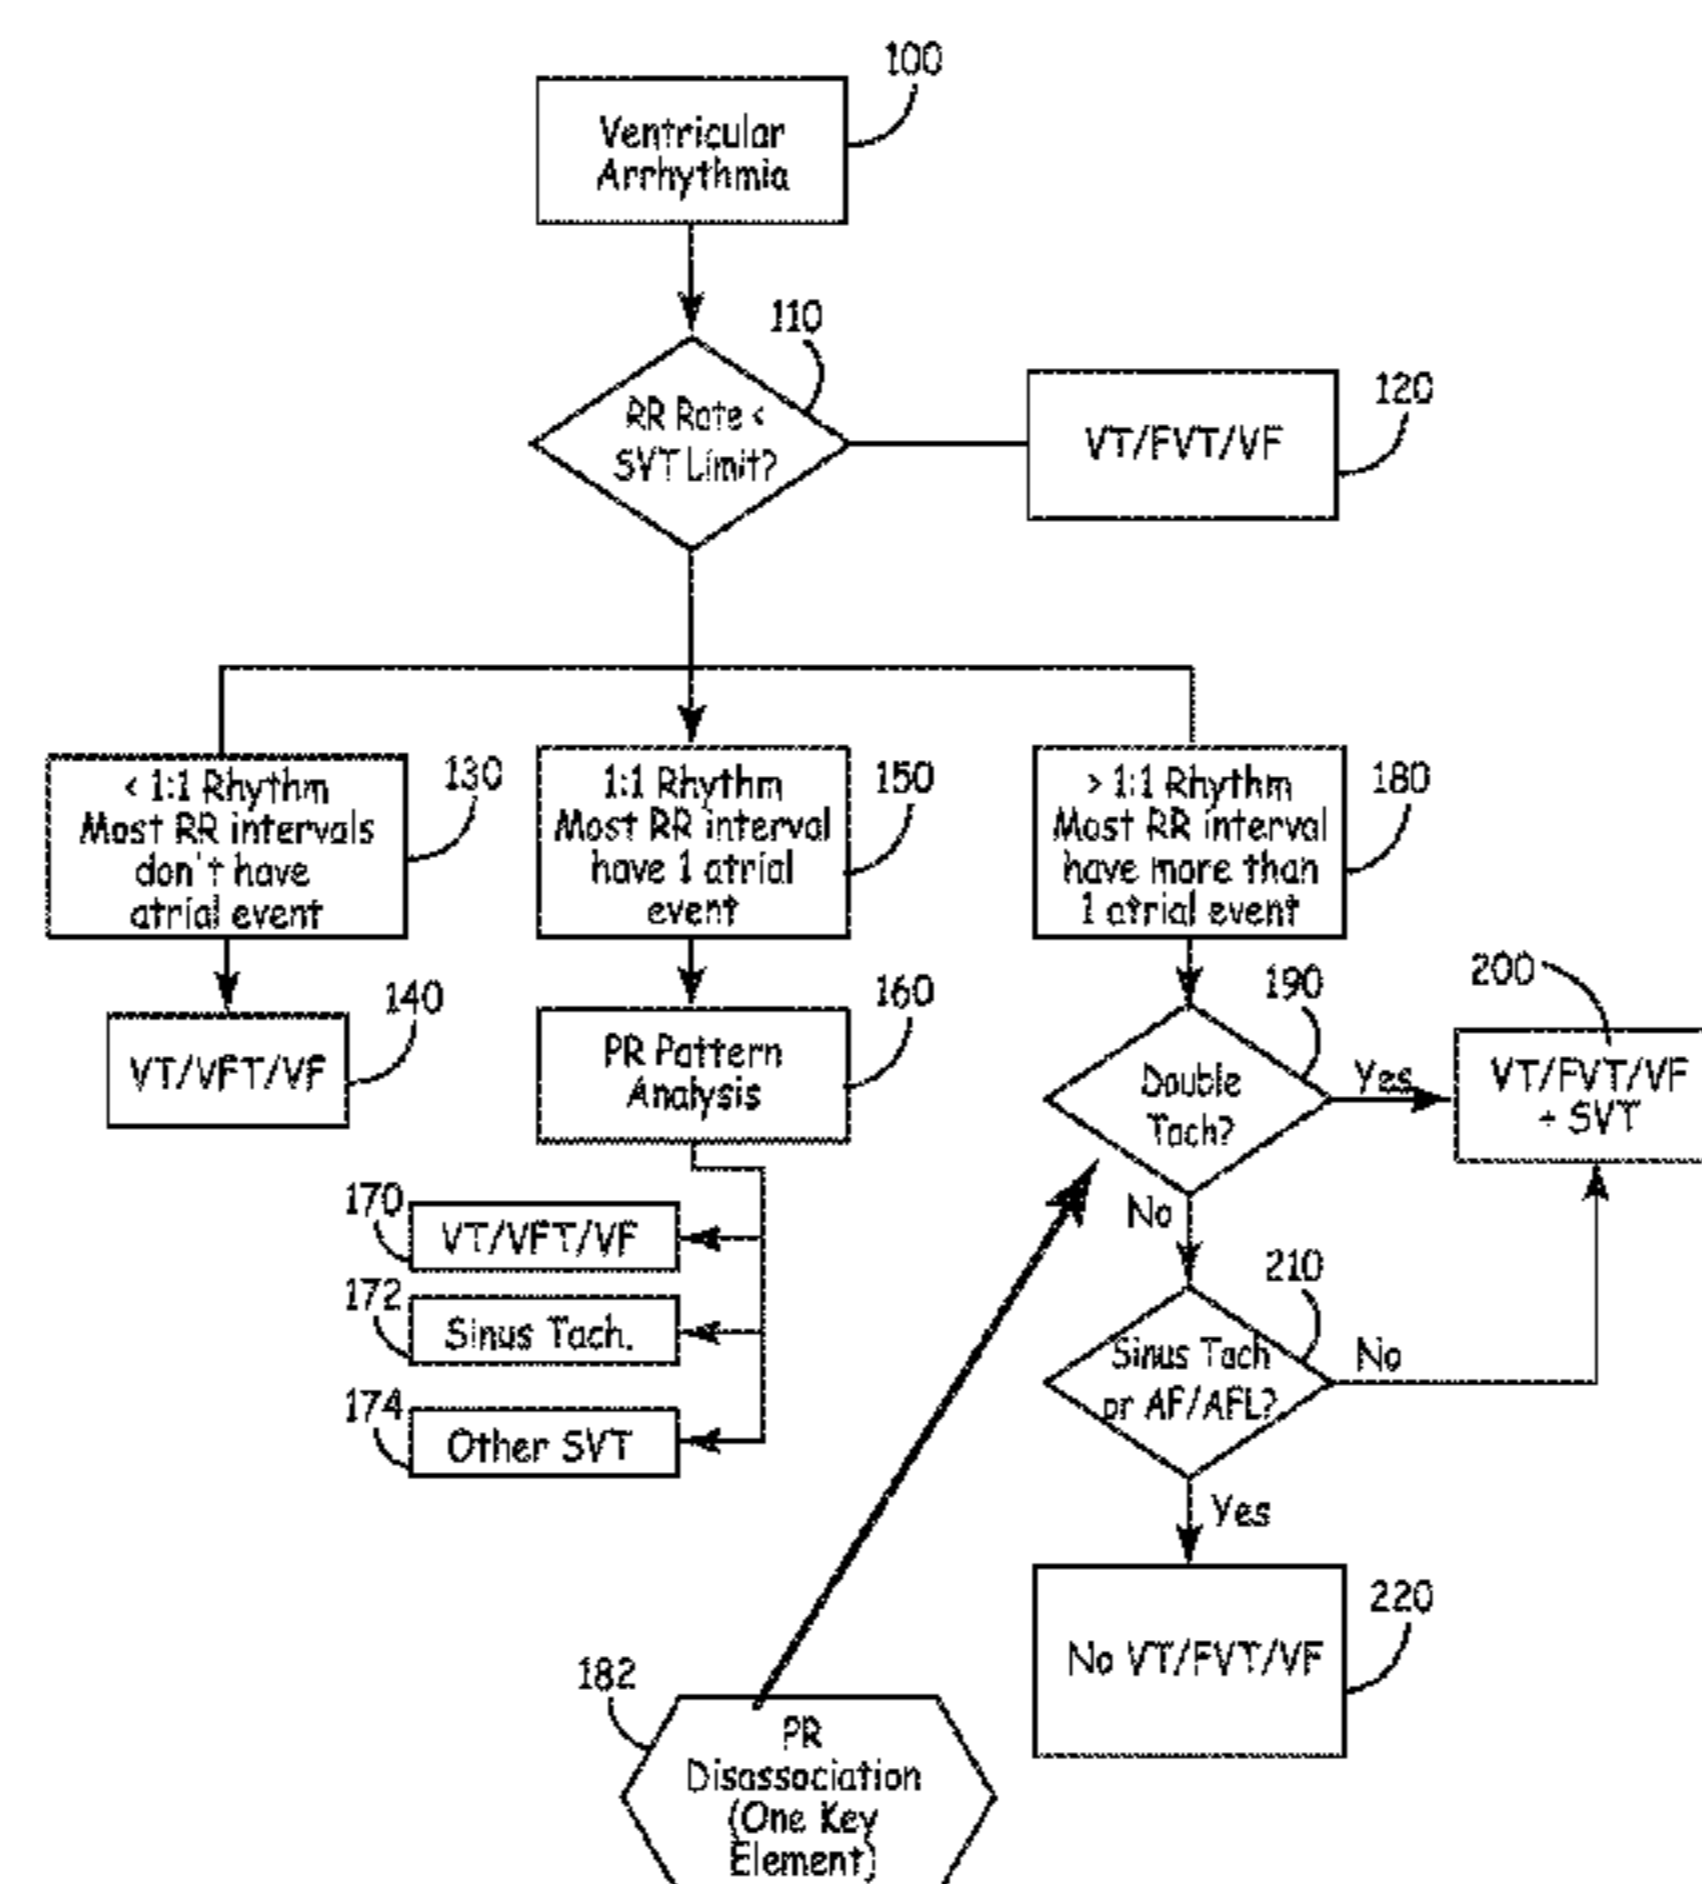 100
Ventricular
Arrhythmia
110
RR Rate <
SVT Limit?
120
VT/FVT/VF
130
< 1:1 Rhythm
Most RR intervals
don't have
atrial event
150
1:1 Rhythm
Most RR interval
have 1 atrial
event
180
> 1:1 Rhythm
Most RR interval
have more than
1 atrial event
140
VT/VFT/VF
160
PR Pattern
Analysis
190
Double
Tach?
Yes
200
VT/FVT/VF
+ SVT
No
170
VT/VFT/VF
172
Sinus Tach.
174
Other SVT
210
Sinus Tach
or AF/AFL?
No
Yes
220
No VT/FVT/VF
182
PR
Disassociation
(One Key
Element)